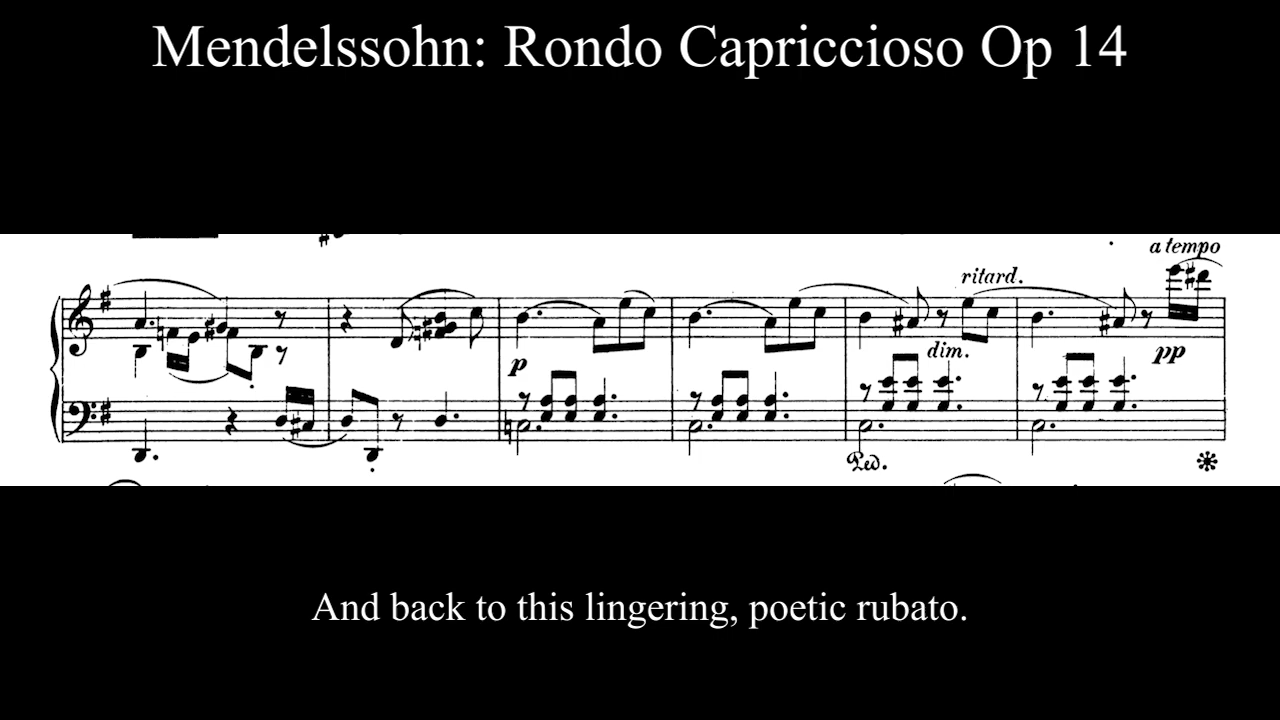 Mendelssohn: Rondo Capriccioso Op 14
a tempo
ritard.
p
dim.
pp
Ped.
And back to this lingering, poetic rubato.